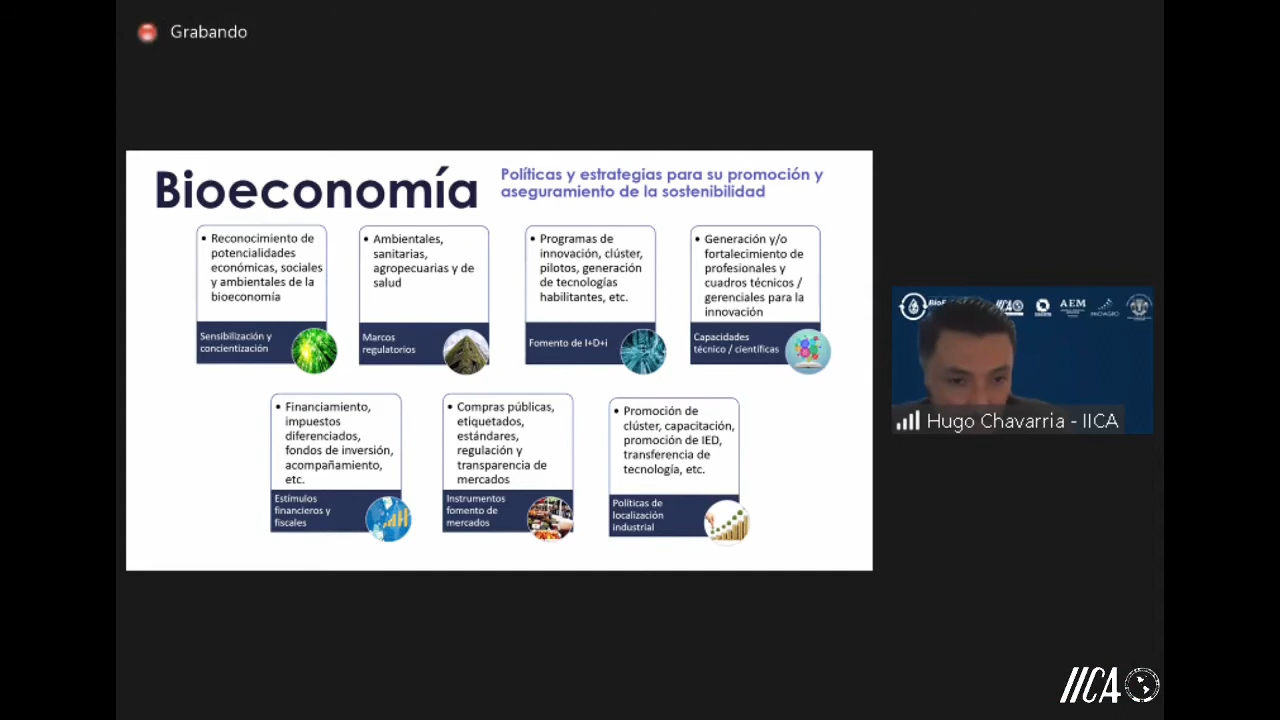 Grabando
Bioeconomía
Políticas y estrategias para su promoción y
aseguramiento de la sostenibilidad
• Reconocimiento de
potencialidades
económicas, sociales
y ambientales de la
bioeconomía
Sensibilización y
concientización
• Ambientales,
sanitarias,
agropecuarias y de
salud
Marcos
regulatorios
• Programas de
innovación, clúster,
pilotos, generación
de tecnologías
habilitantes, etc.
Fomento de I+D+i
• Generación y/o
fortalecimiento de
profesionales y
cuadros técnicos /
gerenciales para la
innovación
Capacidades
técnico / científicas
• Financiamiento,
impuestos
diferenciados,
fondos de inversión,
acompañamiento,
etc.
Estímulos
financieros y
fiscales
• Compras públicas,
etiquetados,
estándares,
regulación y
transparencia de
mercados
Instrumentos
fomento de
mercados
• Promoción de
clúster, capacitación,
promoción de IED,
transferencia de
tecnología, etc.
Políticas de
localización
industrial
IICA
AEM
INOAGRO
Hugo Chavarria - IICA
IICA